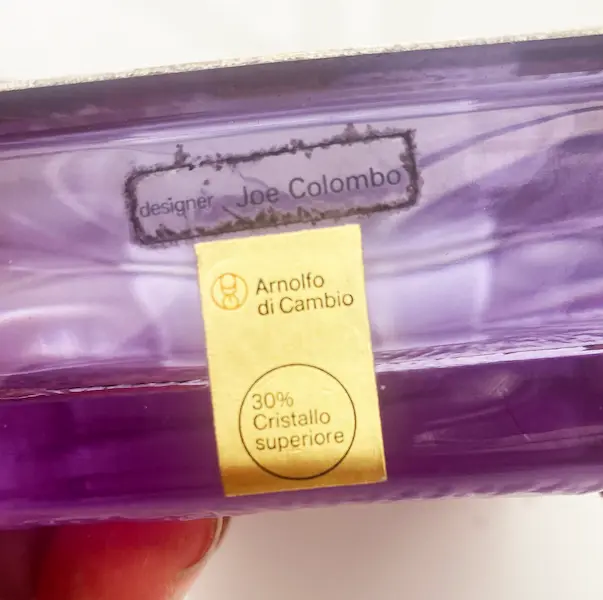 designer Joe Colombo
Arnolfo
di Cambio
30%
Cristallo
superiore